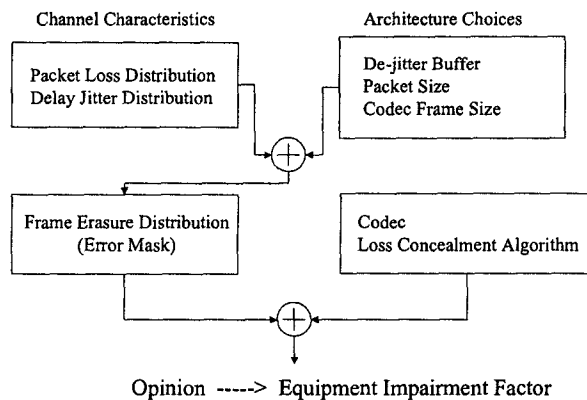 Channel Characteristics
Architecture Choices
Packet Loss Distribution
Delay Jitter Distribution
De-jitter Buffer
Packet Size
Codec Frame Size
Frame Erasure Distribution
(Error Mask)
Codec
Loss Concealment Algorithm
Opinion -----> Equipment Impairment Factor